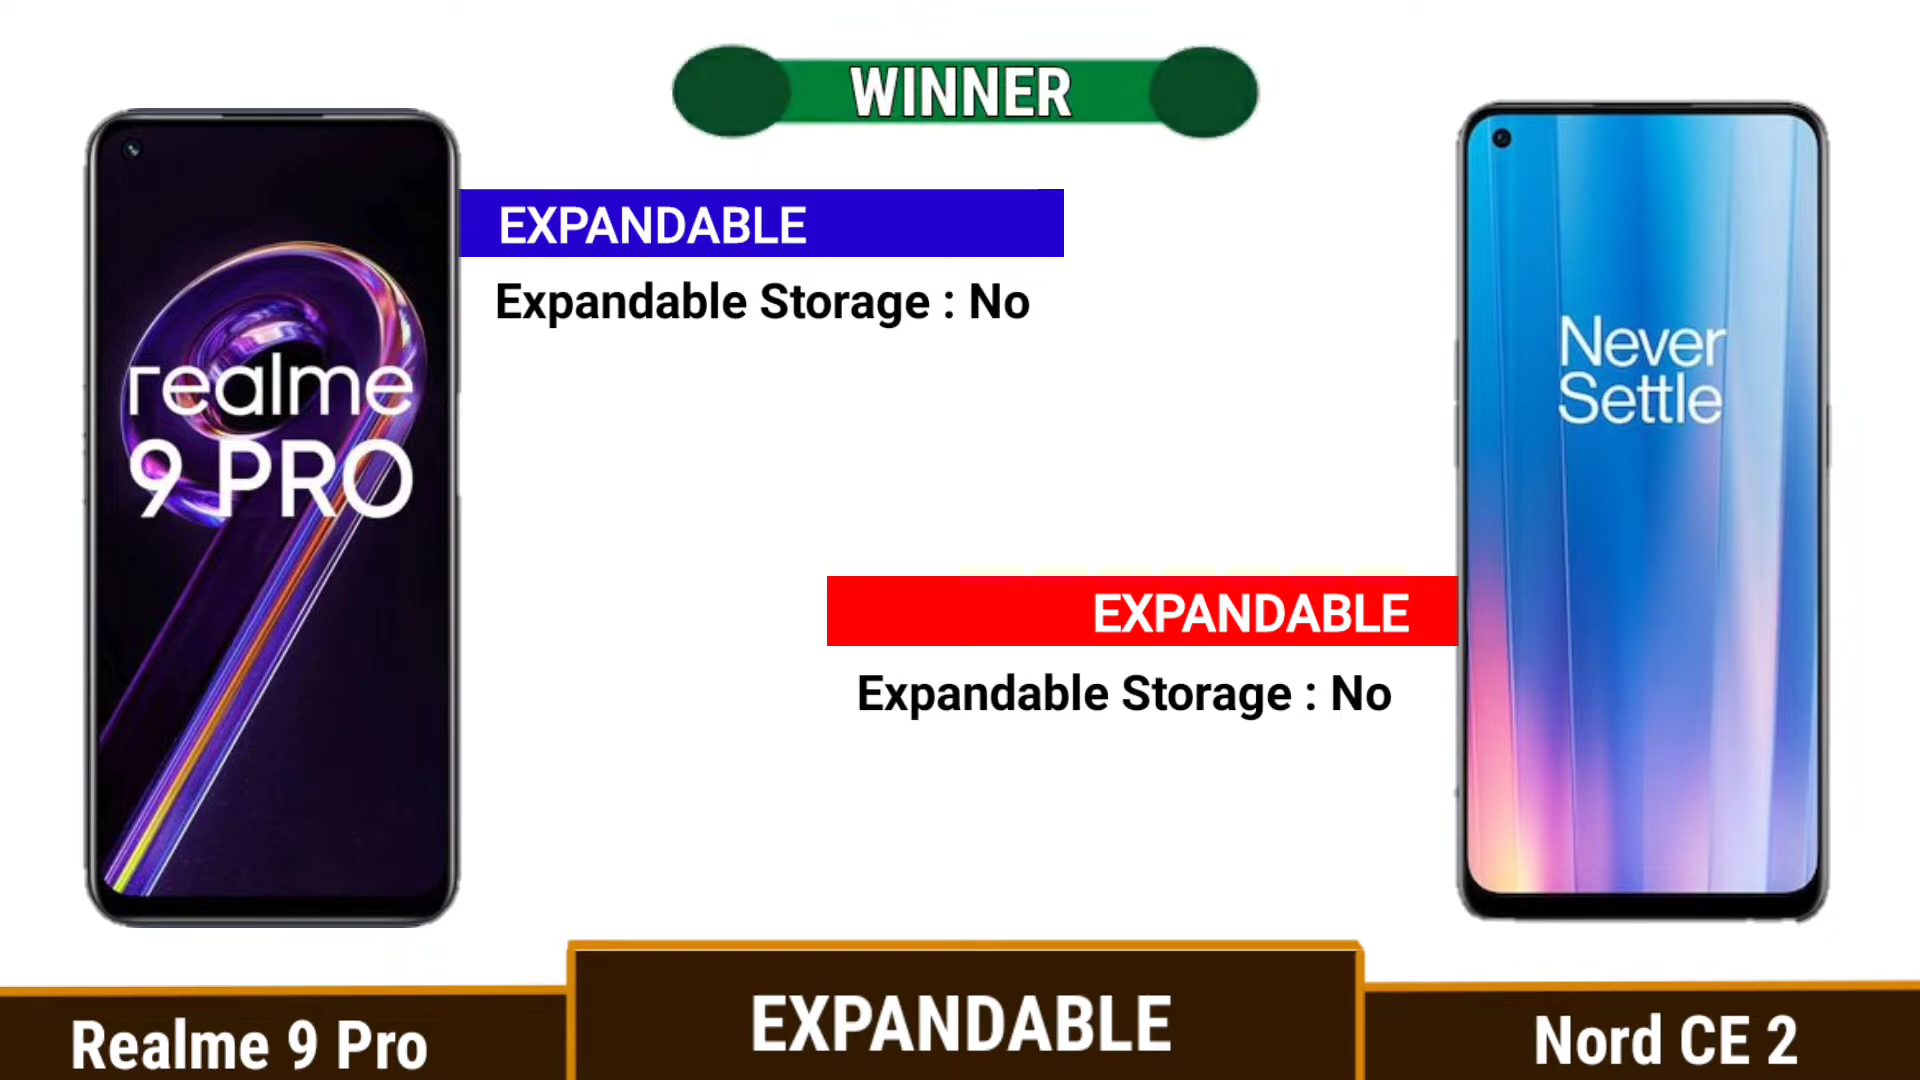 WINNER
EXPANDABLE
Expandable Storage : No
realme
9 PRO
Never
Settle
EXPANDABLE
Expandable Storage : No
Realme 9 Pro
EXPANDABLE
Nord CE 2